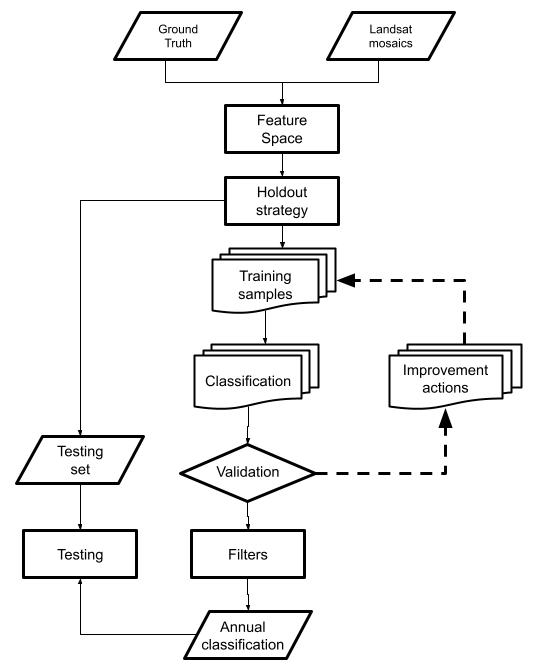 Ground
Truth
Landsat
mosaics
Feature
Space
Holdout
strategy
Training
samples
Classification
Improvement
actions
Testing
set
Validation
Testing
Filters
Annual
classification